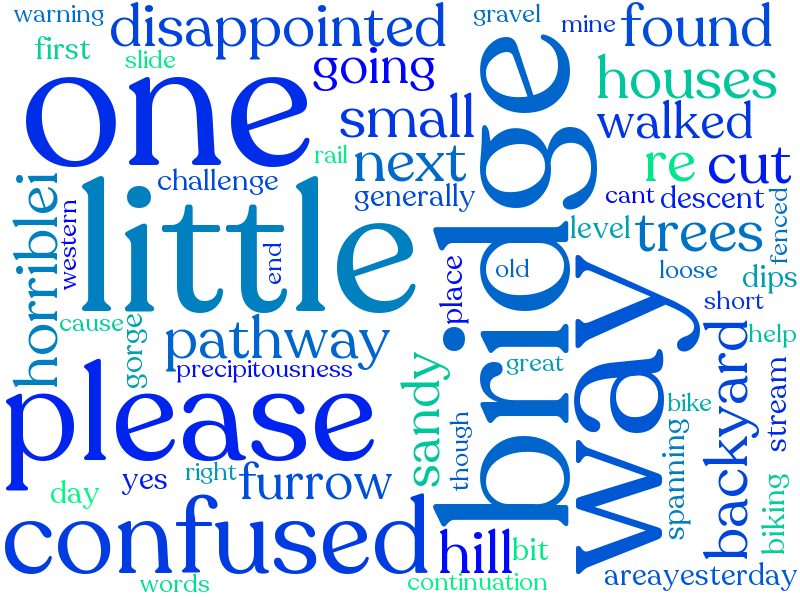 warning
disappointed
gravel
mine
found
first
slide
going
one
small
houses
walked
rail
next
re
cut
challenge
generally
cant
descent
horriblei
western
little
end
bridge
level
trees
fenced
old
way
loose
dips
place
short
cause
gorge
pathway
precipitousness
great
help
please
sandy
though
bike
backyard
stream
spanning
day
yes
right
furrow
biking
confused
hill
bit
words
continuation
areayesterday